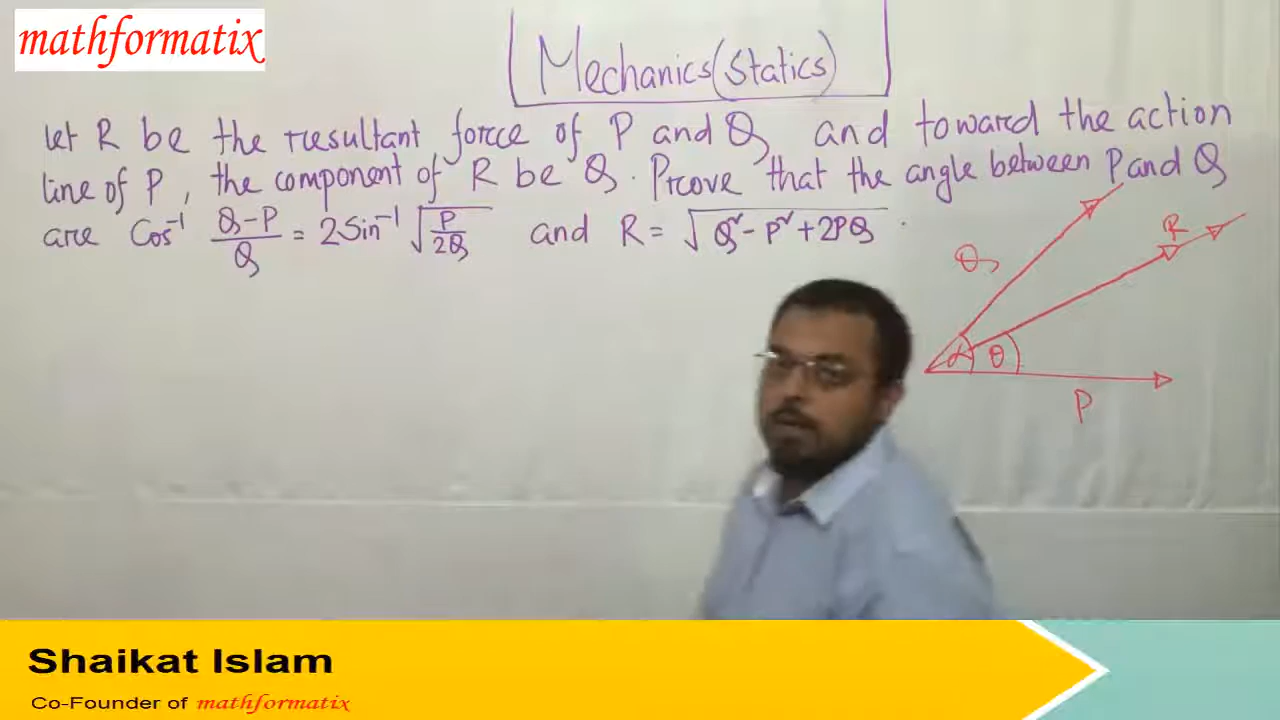 mathformatix
Mechanics(Statics)
let R be the resultant force of P and Q and toward the action
line of P, the component of R be Q. Prove that the angle between P and Q
are Cos⁻¹ (Q-P)/Q = 2Sin⁻¹ √(P/2Q) and R = √(Q² - P² + 2PQ) .
R
Q
α θ
P
Shaikat Islam
Co-Founder of mathformatix